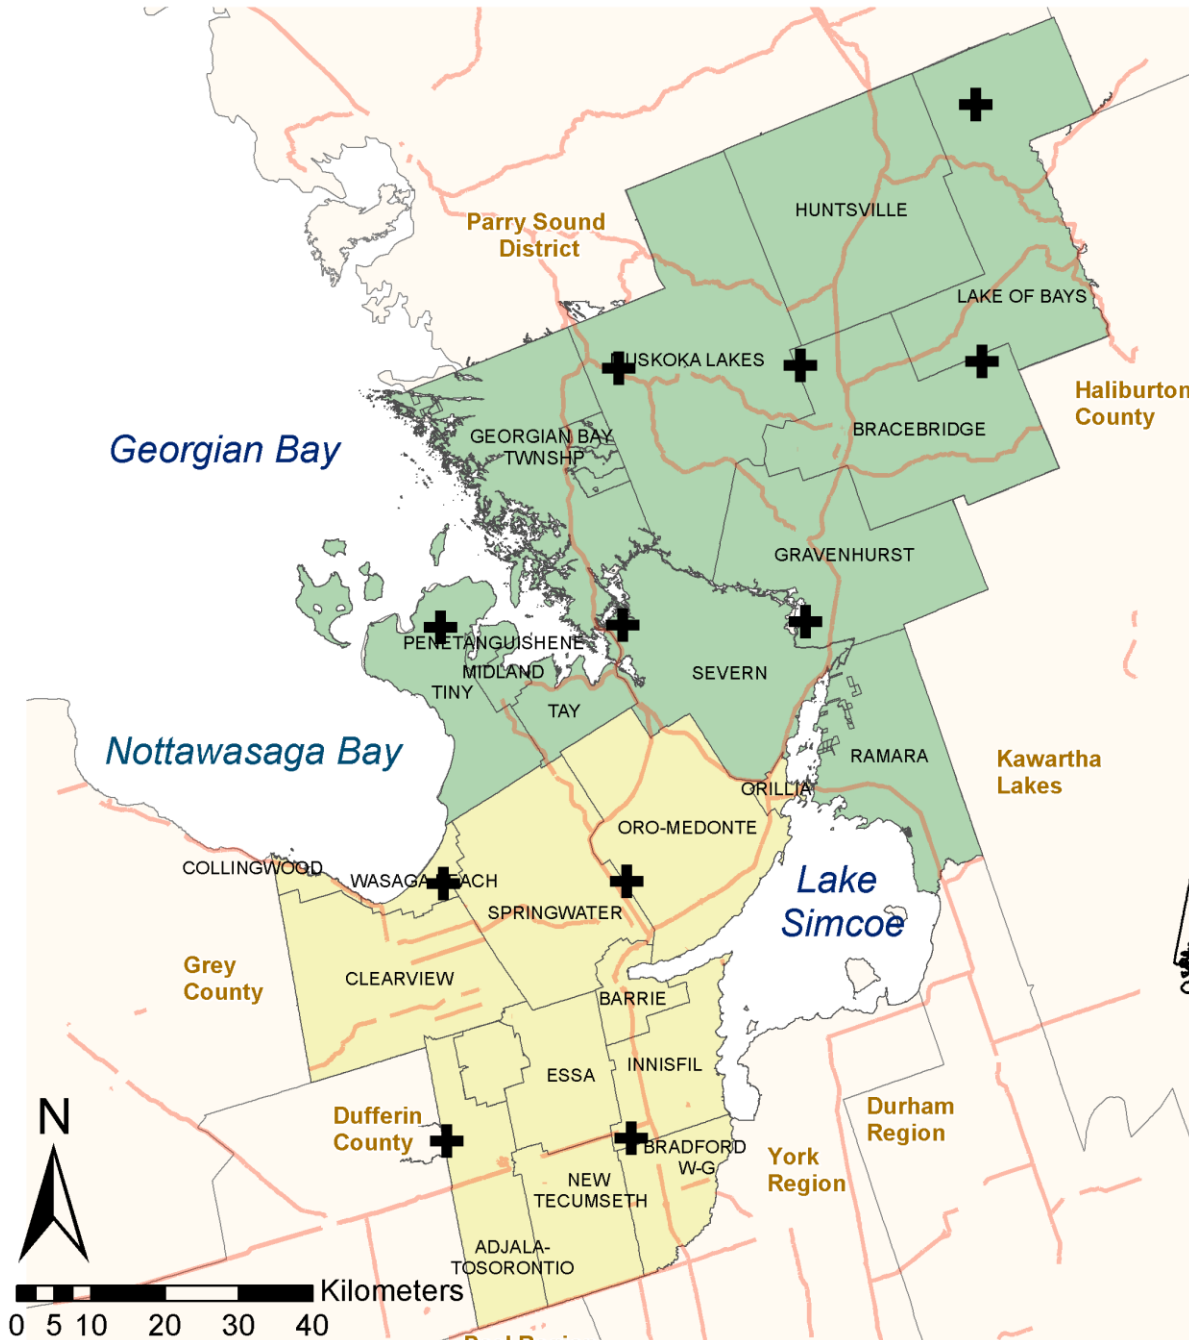 HUNTSVILLE
Parry Sound
District
LAKE OF BAYS
MUSKOKA LAKES
Haliburton
County
Georgian Bay
GEORGIAN BAY
TWNSHP
BRACEBRIDGE
GRAVENHURST
PENETANGUISHENE
MIDLAND
TINY
SEVERN
TAY
Nottawasaga Bay
RAMARA
Kawartha
Lakes
ORILLIA
ORO-MEDONTE
COLLINGWOOD
WASAGA BEACH
Lake
Simcoe
SPRINGWATER
Grey
County
CLEARVIEW
BARRIE
INNISFIL
ESSA
N
Dufferin
County
Durham
Region
BRADFORD
W-G
York
Region
NEW
TECUMSETH
ADJALA-
TOSORONTIO
Kilometers
0 5 10 20 30 40